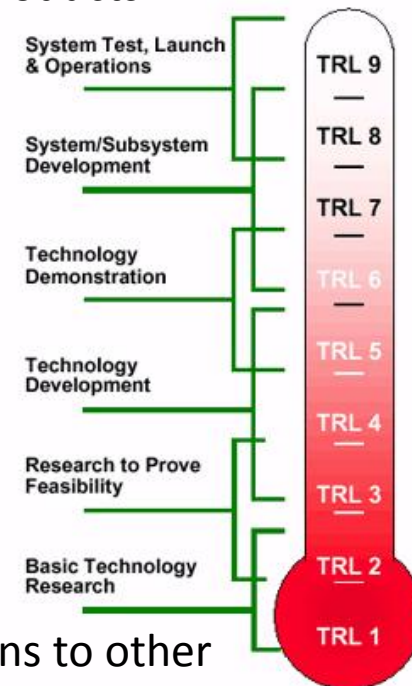 System Test, Launch
& Operations
System/Subsystem
Development
Technology
Demonstration
Technology
Development
Research to Prove
Feasibility
Basic Technology
Research
TRL 9
TRL 8
TRL 7
TRL 6
TRL 5
TRL 4
TRL 3
TRL 2
TRL 1
ns to other